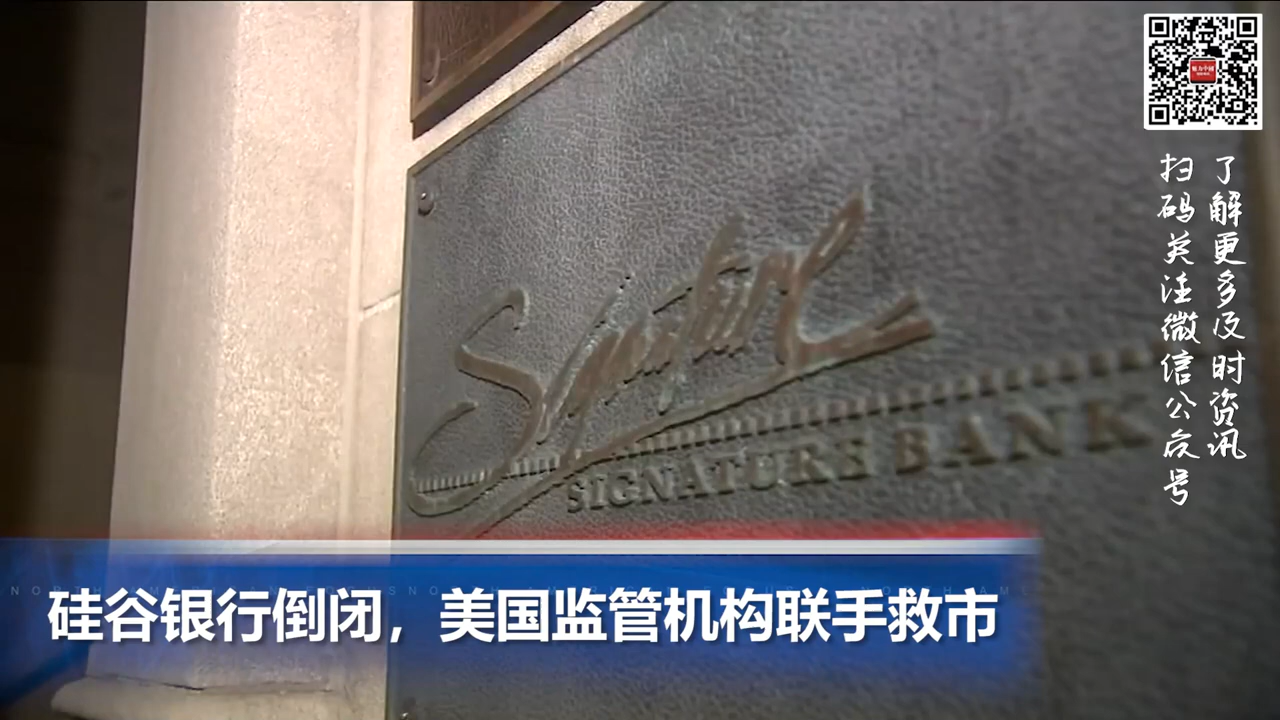 Signature
SIGNATURE BANK
了解更多及时资讯
扫码关注微信公众号
硅谷银行倒闭，美国监管机构联手救市